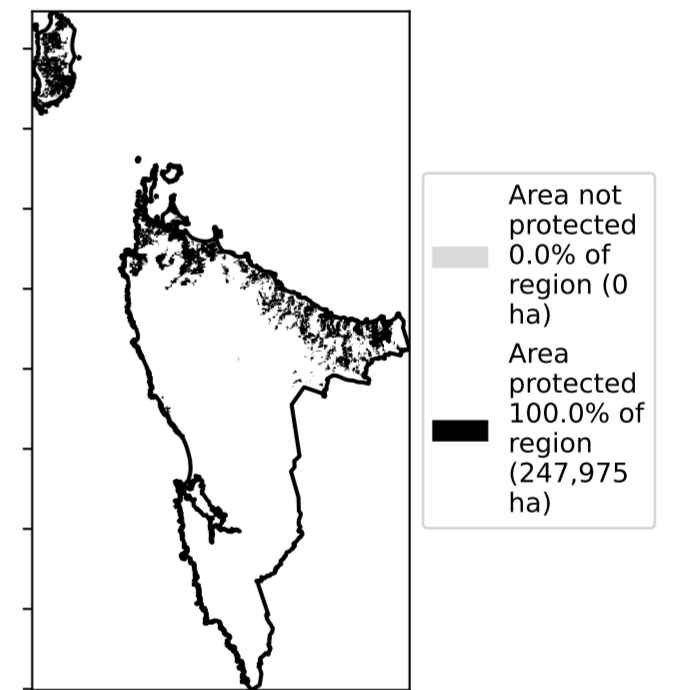 Area not
protected
0.0% of
region (0
ha)
Area
protected
100.0% of
region
(247,975
ha)